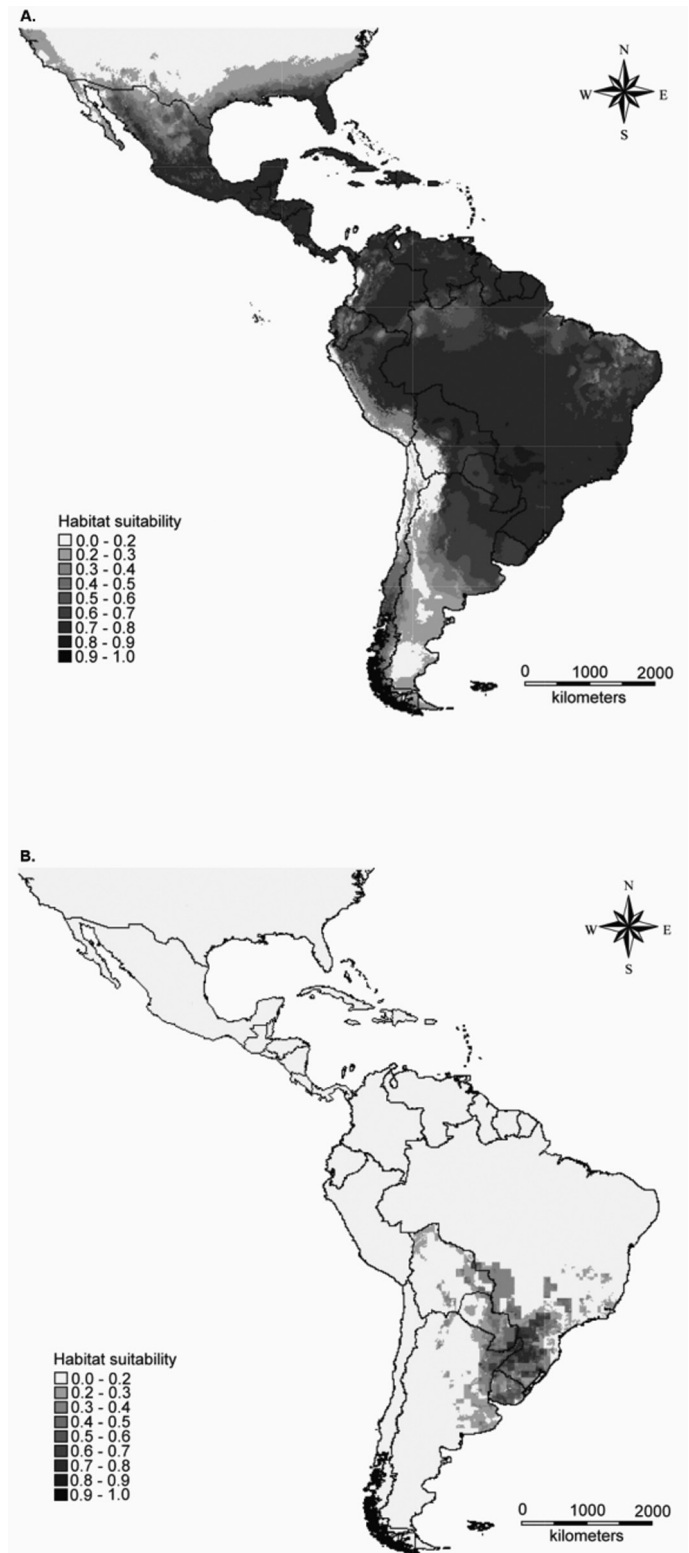 A.
N
W E
S
Habitat suitability
0.0 - 0.2
0.2 - 0.3
0.3 - 0.4
0.4 - 0.5
0.5 - 0.6
0.6 - 0.7
0.7 - 0.8
0.8 - 0.9
0.9 - 1.0
0 1000 2000
kilometers
B.
N
W E
S
Habitat suitability
0.0 - 0.2
0.2 - 0.3
0.3 - 0.4
0.4 - 0.5
0.5 - 0.6
0.6 - 0.7
0.7 - 0.8
0.8 - 0.9
0.9 - 1.0
0 1000 2000
kilometers